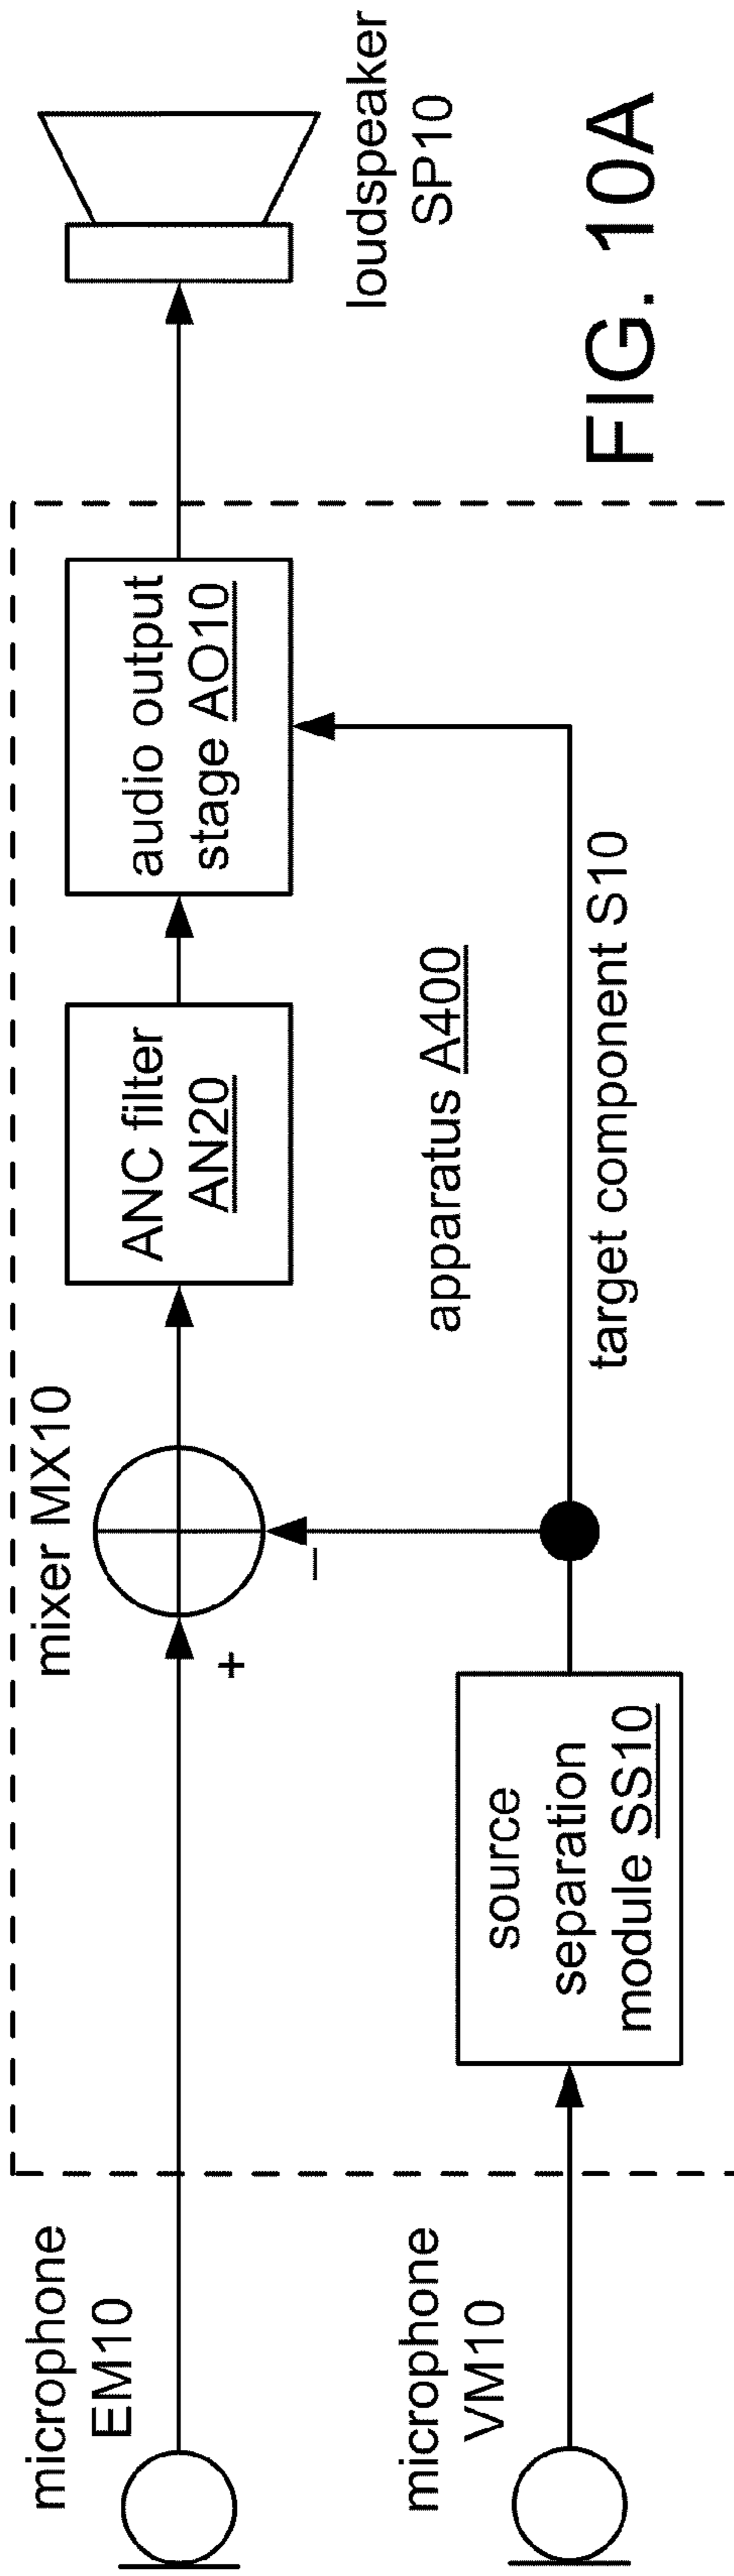 microphone
EM10
mixer MX10
+
–
ANC filter
AN20
audio output
stage AO10
loudspeaker
SP10
apparatus A400
microphone
VM10
source
separation
module SS10
target component S10
FIG. 10A